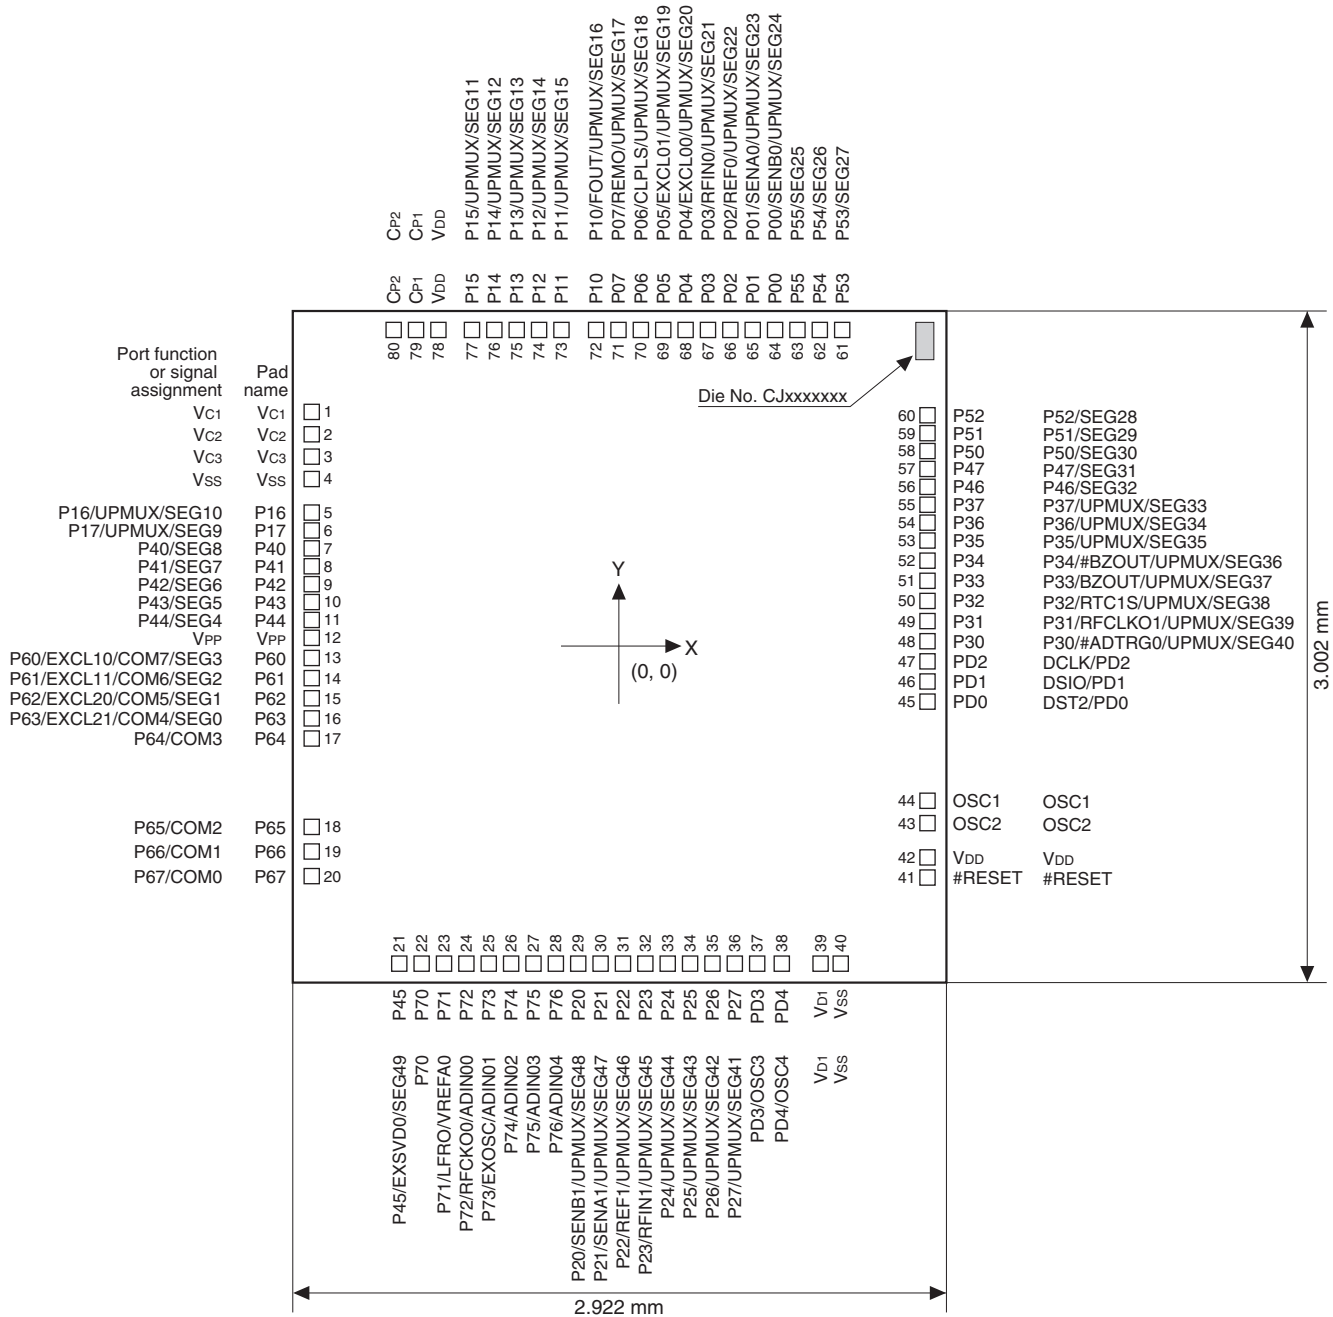 P15/UPMUX/SEG11
P14/UPMUX/SEG12
P13/UPMUX/SEG13
P12/UPMUX/SEG14
P11/UPMUX/SEG15
P10/FOUT/UPMUX/SEG16
P07/REMO/UPMUX/SEG17
P06/CLPLS/UPMUX/SEG18
P05/EXCL01/UPMUX/SEG19
P04/EXCL00/UPMUX/SEG20
P03/RFIN0/UPMUX/SEG21
P02/REF0/UPMUX/SEG22
P01/SENA0/UPMUX/SEG23
P00/SENB0/UPMUX/SEG24
P55/SEG25
P54/SEG26
P53/SEG27
CP2 CP1 VDD
CP2 CP1 VDD P15 P14 P13 P12 P11 P10 P07 P06 P05 P04 P03 P02 P01 P00 P55 P54 P53
80 79 78 77 76 75 74 73 72 71 70 69 68 67 66 65 64 63 62 61
Port function
or signal
assignment
Pad
name
Die No. CJxxxxxxx
VC1 VC1 1
VC2 VC2 2
VC3 VC3 3
VSS VSS 4
P16/UPMUX/SEG10 P16 5
P17/UPMUX/SEG9 P17 6
P40/SEG8 P40 7
P41/SEG7 P41 8
P42/SEG6 P42 9
P43/SEG5 P43 10
P44/SEG4 P44 11
VPP VPP 12
P60/EXCL10/COM7/SEG3 P60 13
P61/EXCL11/COM6/SEG2 P61 14
P62/EXCL20/COM5/SEG1 P62 15
P63/EXCL21/COM4/SEG0 P63 16
P64/COM3 P64 17
P65/COM2 P65 18
P66/COM1 P66 19
P67/COM0 P67 20
Y
X
(0, 0)
60 P52 P52/SEG28
59 P51 P51/SEG29
58 P50 P50/SEG30
57 P47 P47/SEG31
56 P46 P46/SEG32
55 P37 P37/UPMUX/SEG33
54 P36 P36/UPMUX/SEG34
53 P35 P35/UPMUX/SEG35
52 P34 P34/#BZOUT/UPMUX/SEG36
51 P33 P33/BZOUT/UPMUX/SEG37
50 P32 P32/RTC1S/UPMUX/SEG38
49 P31 P31/RFCLKO1/UPMUX/SEG39
48 P30 P30/#ADTRG0/UPMUX/SEG40
47 PD2 DCLK/PD2
46 PD1 DSIO/PD1
45 PD0 DST2/PD0
44 OSC1 OSC1
43 OSC2 OSC2
42 VDD VDD
41 #RESET #RESET
3.002 mm
21 22 23 24 25 26 27 28 29 30 31 32 33 34 35 36 37 38 39 40
P45 P70 P71 P72 P73 P74 P75 P76 P20 P21 P22 P23 P24 P25 P26 P27 PD3 PD4 VD1 VSS
P45/EXSVD0/SEG49
P70
P71/LFRO/VREFA0
P72/RFCKO0/ADIN00
P73/EXOSC/ADIN01
P74/ADIN02
P75/ADIN03
P76/ADIN04
P20/SENB1/UPMUX/SEG48
P21/SENA1/UPMUX/SEG47
P22/REF1/UPMUX/SEG46
P23/RFIN1/UPMUX/SEG45
P24/UPMUX/SEG44
P25/UPMUX/SEG43
P26/UPMUX/SEG42
P27/UPMUX/SEG41
PD3/OSC3
PD4/OSC4
VD1
VSS
2.922 mm